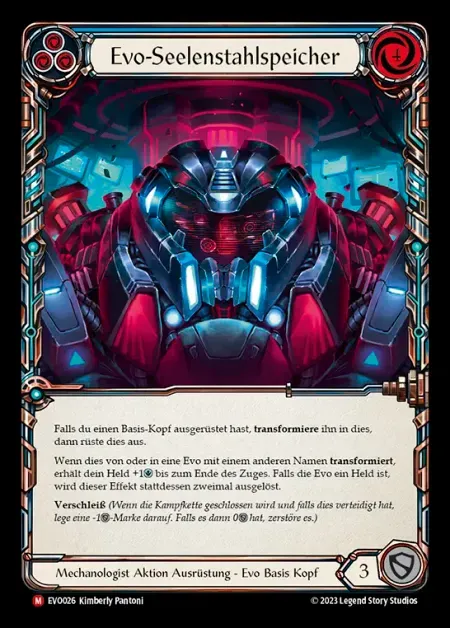 Evo-Seelenstahlspeicher
Falls du einen Basis-Kopf ausgerüstet hast, transformiere ihn in dies,
dann rüste dies aus.
Wenn dies von oder in eine Evo mit einem anderen Namen transformiert,
erhält dein Held +1 bis zum Ende des Zuges. Falls die Evo ein Held ist,
wird dieser Effekt stattdessen zweimal ausgelöst.
Verschleiß (Wenn die Kampfkette geschlossen wird und falls dies verteidigt hat,
lege eine -1-Marke darauf. Falls es dann 0 hat, zerstöre es.)
Mechanologist Aktion Ausrüstung - Evo Basis Kopf
3
M EVO026 Kimberly Pantoni
© 2023 Legend Story Studios